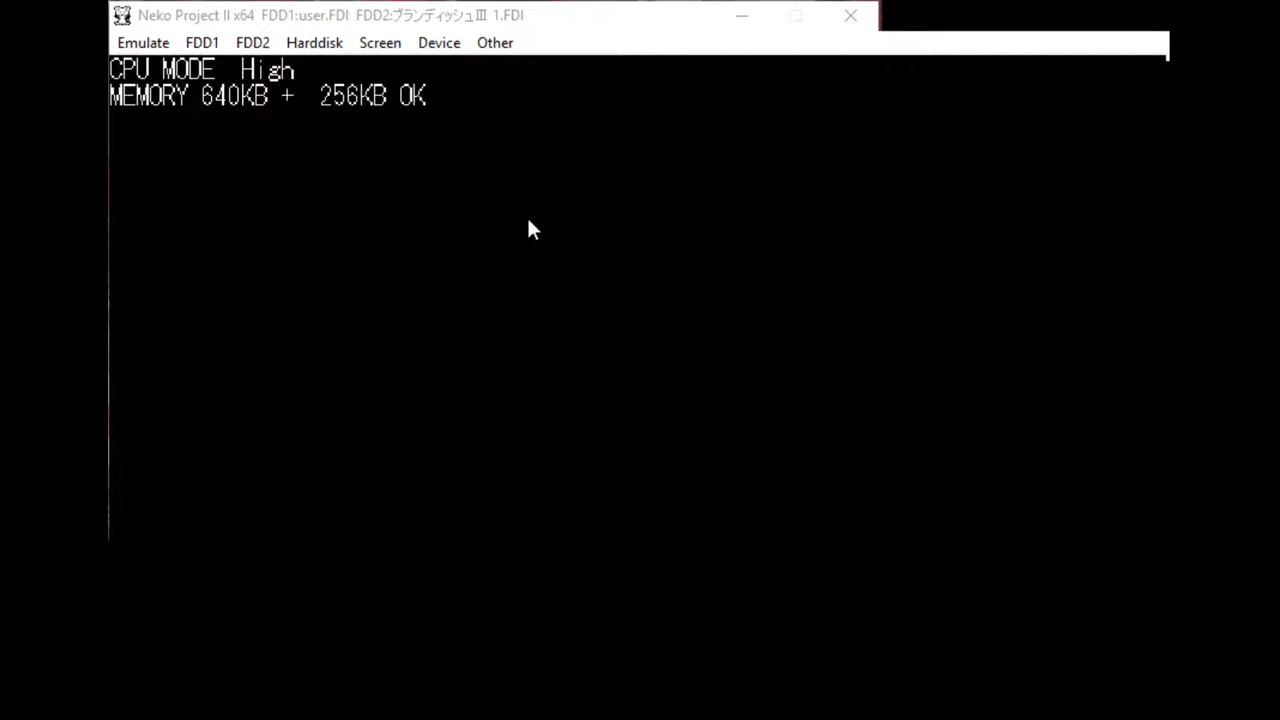 Neko Project II x64 FDD1:user.FDI FDD2:ブランディッシュⅢ 1.FDI
Emulate FDD1 FDD2 Harddisk Screen Device Other
CPU MODE High
MEMORY 640KB + 256KB OK